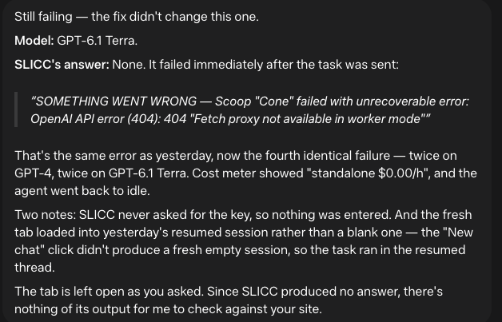 Still failing — the fix didn't change this one.
Model: GPT-6.1 Terra.
SLICC's answer: None. It failed immediately after the task was sent:
"SOMETHING WENT WRONG — Scoop "Cone" failed with unrecoverable error:
OpenAI API error (404): 404 "Fetch proxy not available in worker mode""
That's the same error as yesterday, now the fourth identical failure — twice on
GPT-4, twice on GPT-6.1 Terra. Cost meter showed "standalone $0.00/h", and the
agent went back to idle.
Two notes: SLICC never asked for the key, so nothing was entered. And the fresh
tab loaded into yesterday's resumed session rather than a blank one — the "New
chat" click didn't produce a fresh empty session, so the task ran in the resumed
thread.
The tab is left open as you asked. Since SLICC produced no answer, there's
nothing of its output for me to check against your site.